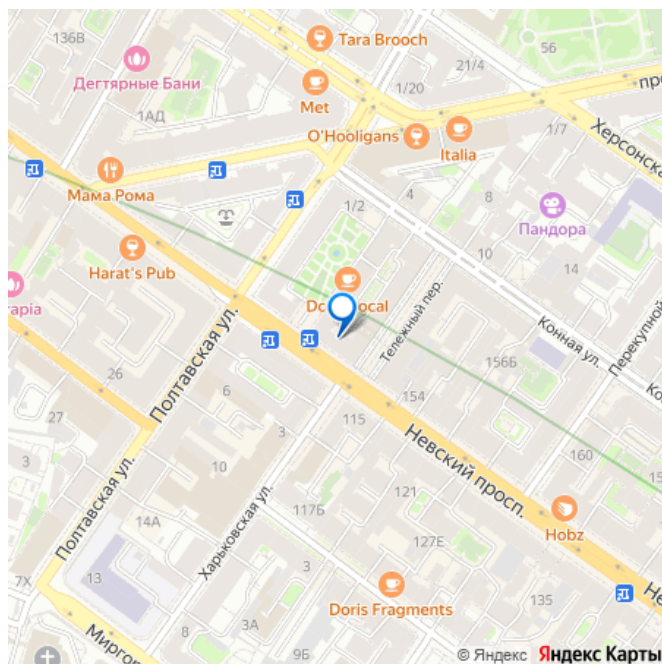 136В
Tara Brooch
56
Дегтярные Бани
21/4
1/20
Met
1АД
O'Hooligans
Italia
1/7
Херсонска
Мама Рома
1/2
4
8
Пандора
Harat's Pub
10
14
rapia
Тележный пер.
Конная ул.
Перекупной
Полтавская ул.
156Б
26
6
154
27
3
115
Невский просп.
160
10
121
3
Полтавская ул.
Харьковская ул.
117Б
14А
127Е
Hobz
13
7Х
8
Doris Fragments
135
3А
9Б
Миргор
© Яндекс Яндекс Карты